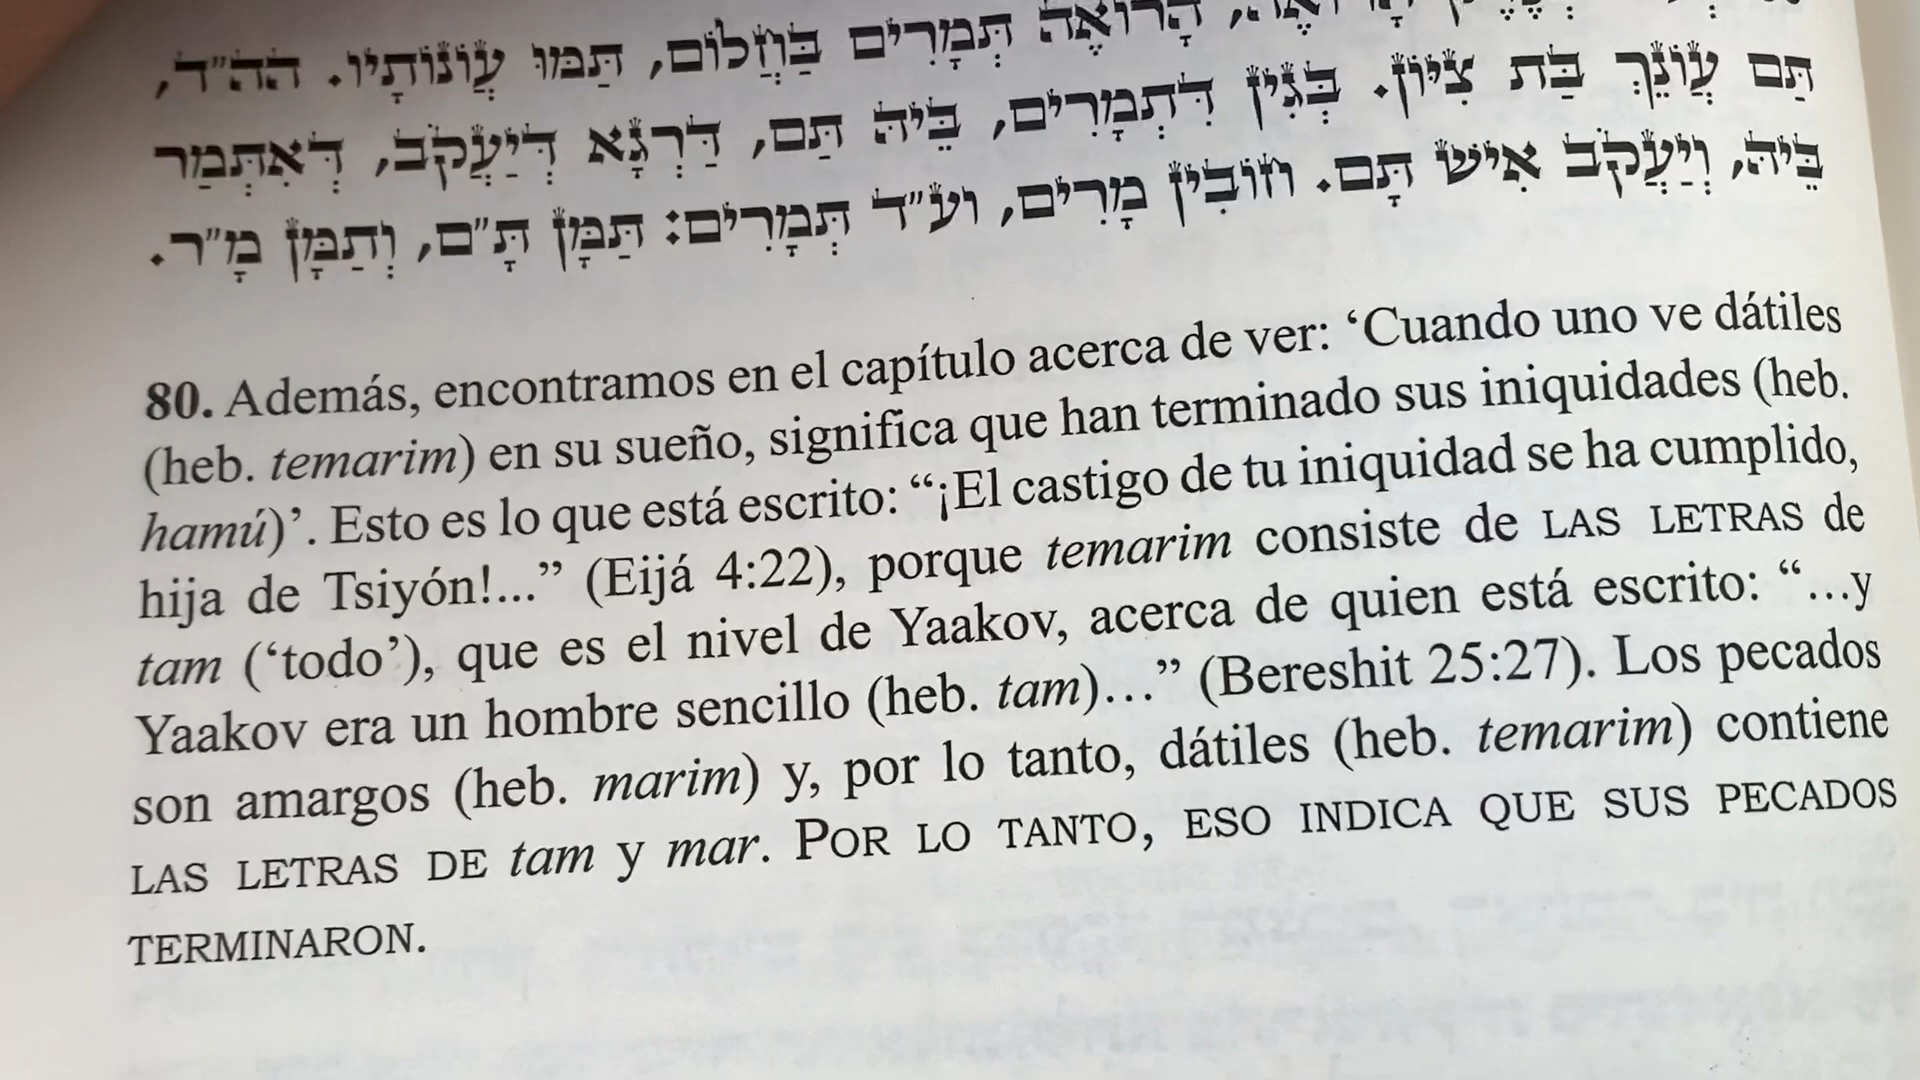 הָרוֹאֶה תְּמָרִים בַּחֲלוֹם, תַּמּוּ עֲוֹנוֹתָיו. הה״ד,
תַּם עֲוֹנֵךְ בַּת צִיּוֹן. בְּגִין דִּתְמָרִים, בֵּיהּ תַּם, דַּרְגָּא דְּיַעֲקֹב, דְּאִתְּמַר
בֵּיהּ, וְיַעֲקֹב אִישׁ תָּם. וחוֹבִין מָרִים, וע״ד תְּמָרִים: תַּמָּן תָּ״ם, וְתַמָּן מָ״ר.
80. Además, encontramos en el capítulo acerca de ver: ‘Cuando uno ve dátiles
(heb. temarim) en su sueño, significa que han terminado sus iniquidades (heb.
hamú)’. Esto es lo que está escrito: “¡El castigo de tu iniquidad se ha cumplido,
hija de Tsiyón!...” (Eijá 4:22), porque temarim consiste de LAS LETRAS de
tam (‘todo’), que es el nivel de Yaakov, acerca de quien está escrito: “...y
Yaakov era un hombre sencillo (heb. tam)...” (Bereshit 25:27). Los pecados
son amargos (heb. marim) y, por lo tanto, dátiles (heb. temarim) contiene
LAS LETRAS DE tam y mar. POR LO TANTO, ESO INDICA QUE SUS PECADOS
TERMINARON.